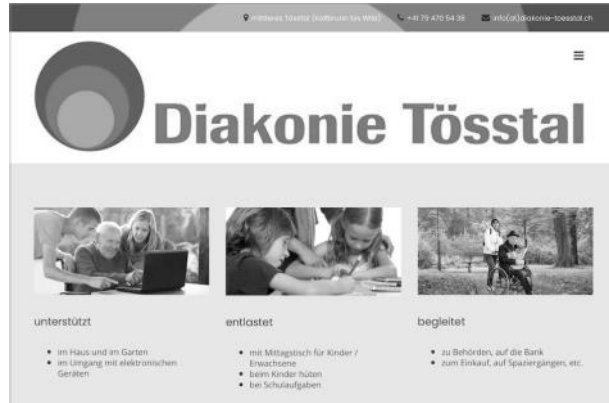 mittleres Tösstal (Kollbrunn bis Wila) +41 79 470 54 36 info(at)diakonie-toesstal.ch
Diakonie Tösstal
unterstützt
im Haus und im Garten
im Umgang mit elektronischen
Geräten
entlastet
mit Mittagstisch für Kinder /
Erwachsene
beim Kinder hüten
bei Schulaufgaben
begleitet
zu Behörden, auf die Bank
zum Einkauf, auf Spaziergängen, etc.